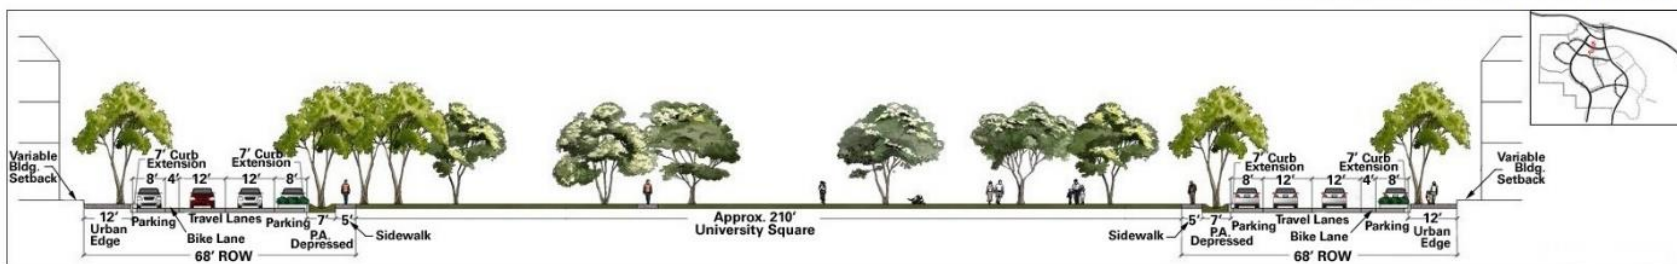 Variable
Bldg.
Setback
7' Curb
Extension
7' Curb
Extension
8' 4' 12' 12' 8'
12'
Urban
Edge
Parking
Bike Lane
Travel Lanes
Parking
7'
P.A.
Depressed
5'
Sidewalk
68' ROW
Approx. 210'
University Square
Sidewalk
5'
7'
P.A.
Depressed
7' Curb
Extension
7' Curb
Extension
8' 12' 12' 4' 8'
Parking
Travel Lanes
Bike Lane
Parking
12'
Urban
Edge
68' ROW
Variable
Bldg.
Setback